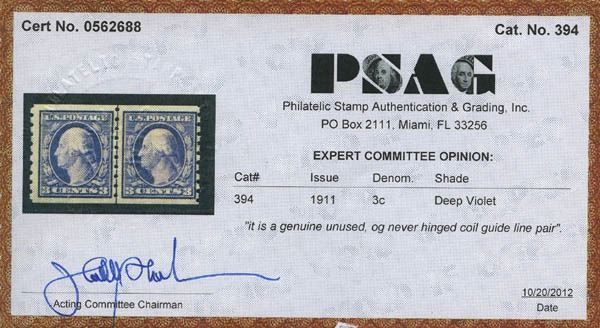 Cert No. 0562688
Cat. No. 394
PSAG
Philatelic Stamp Authentication & Grading, Inc.
PO Box 2111, Miami, FL 33256
U.S.POSTAGE U.S.POSTAGE
3 CENTS 3 3 CENTS 3
EXPERT COMMITTEE OPINION:
Cat# Issue Denom. Shade
394 1911 3c Deep Violet
"it is a genuine unused, og never hinged coil guide line pair".
Acting Committee Chairman
10/20/2012
Date